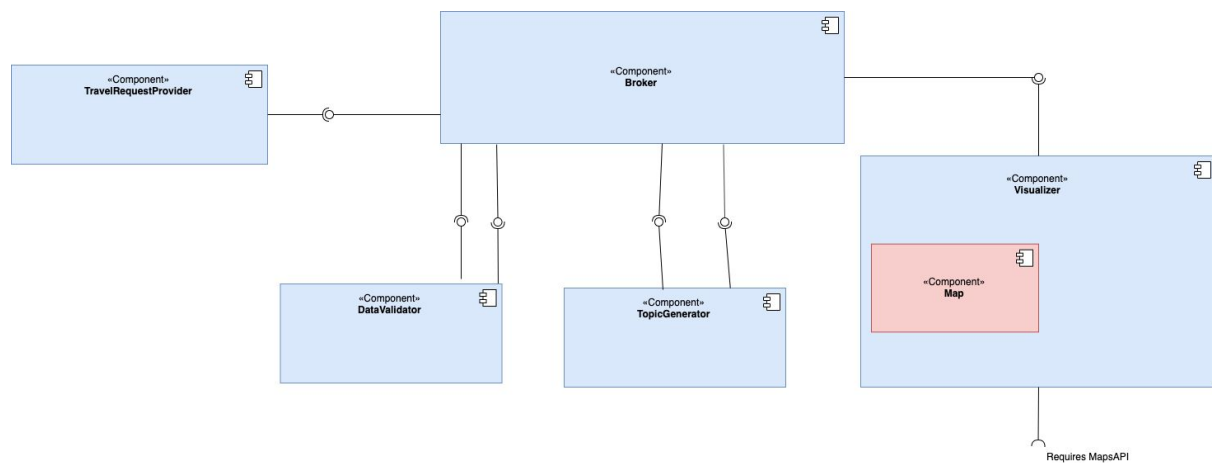 «Component»
Broker
«Component»
TravelRequestProvider
«Component»
Visualizer
«Component»
Map
«Component»
DataValidator
«Component»
TopicGenerator
Requires MapsAPI